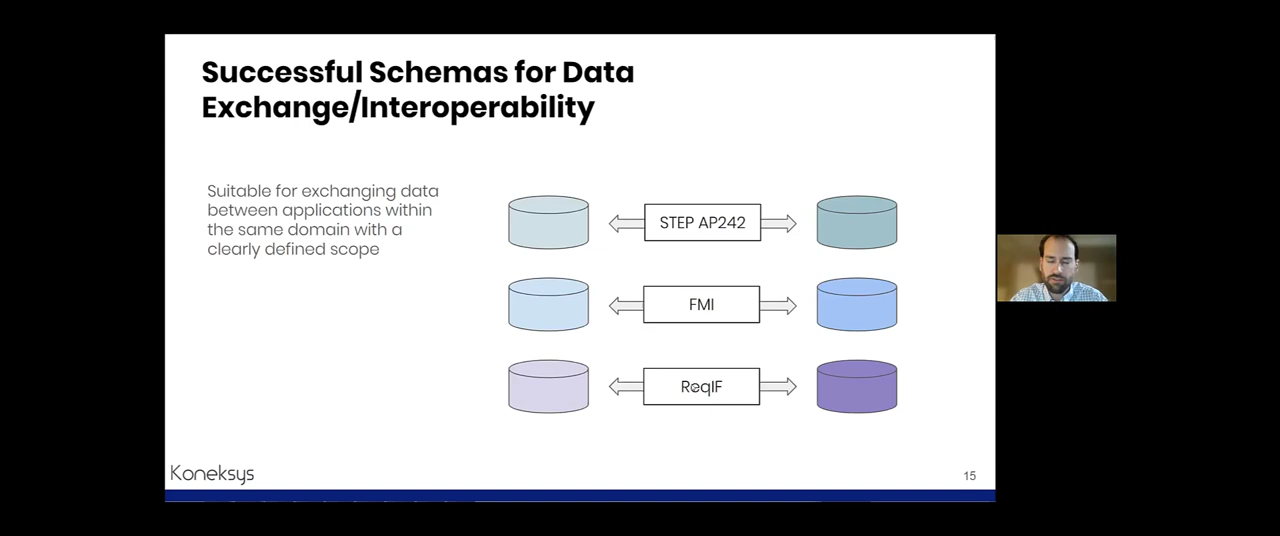 Successful Schemas for Data
Exchange/Interoperability
Suitable for exchanging data
between applications within
the same domain with a
clearly defined scope
STEP AP242
FMI
ReqIF
Koneksys
15